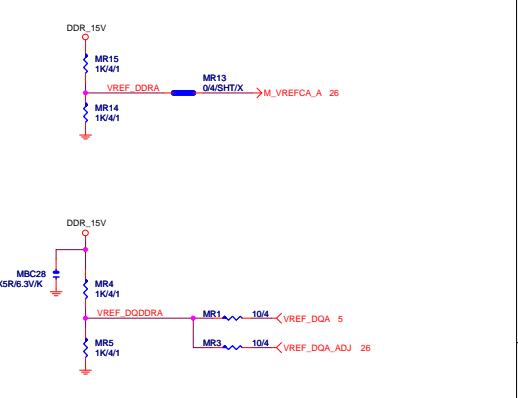 DDR_15V
MR15
1K/4/1
VREF_DDRA
MR13
0/4/SHT/X
M_VREFCA_A 26
MR14
1K/4/1
DDR_15V
MBC28
X5R/6.3V/K
MR4
1K/4/1
VREF_DQDDRA
MR1 10/4
VREF_DQA 5
MR5
1K/4/1
MR3 10/4
VREF_DQA_ADJ 26